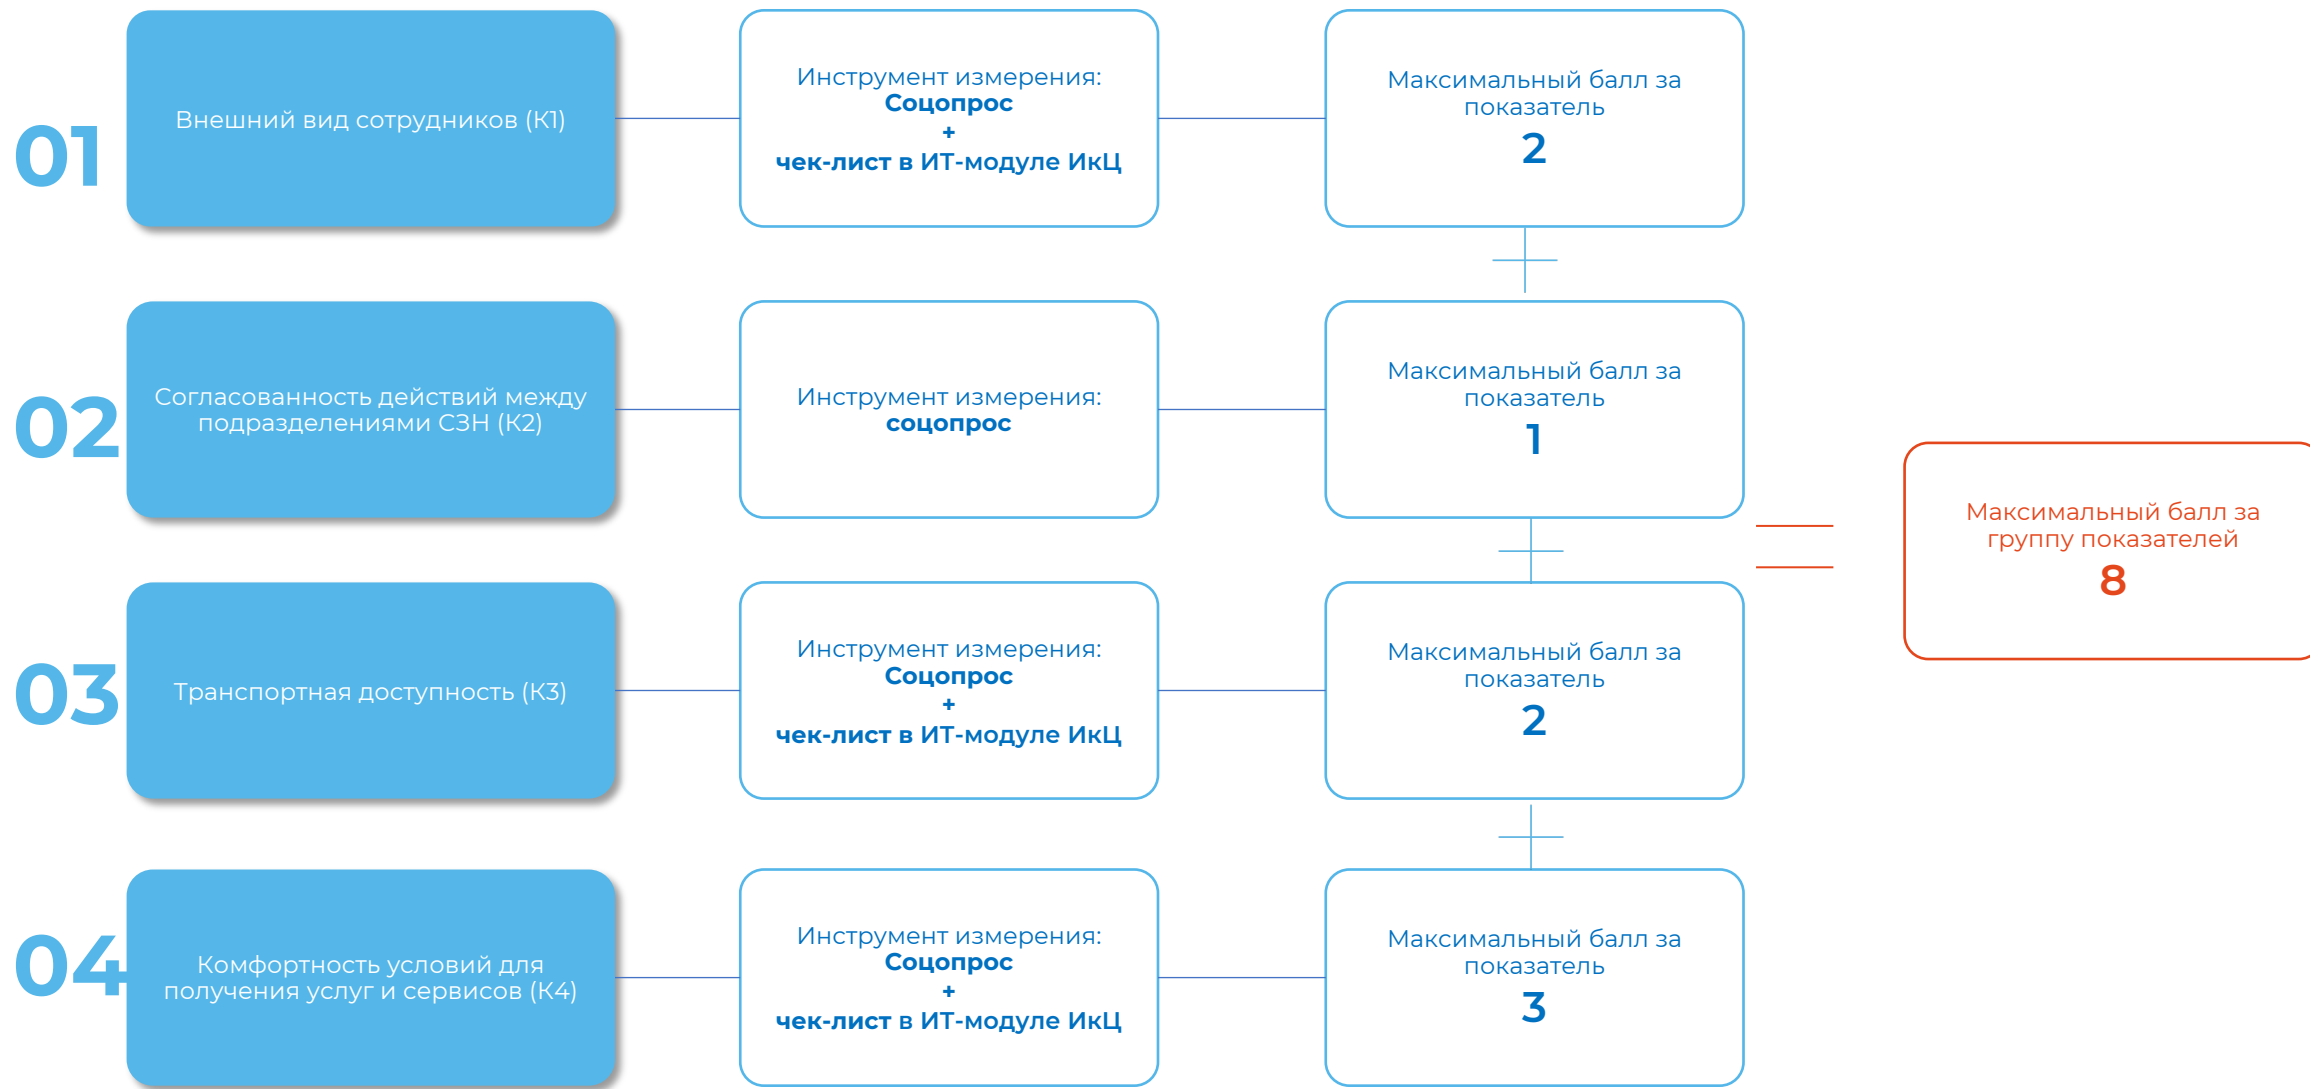 01
Внешний вид сотрудников (К1)
Инструмент измерения:
Соцопрос
+
чек-лист в ИТ-модуле ИкЦ
Максимальный балл за
показатель
2
02
Согласованность действий между
подразделениями СЗН (К2)
Инструмент измерения:
соцопрос
Максимальный балл за
показатель
1
03
Транспортная доступность (К3)
Инструмент измерения:
Соцопрос
+
чек-лист в ИТ-модуле ИкЦ
Максимальный балл за
показатель
2
04
Комфортность условий для
получения услуг и сервисов (К4)
Инструмент измерения:
Соцопрос
+
чек-лист в ИТ-модуле ИкЦ
Максимальный балл за
показатель
3
Максимальный балл за
группу показателей
8